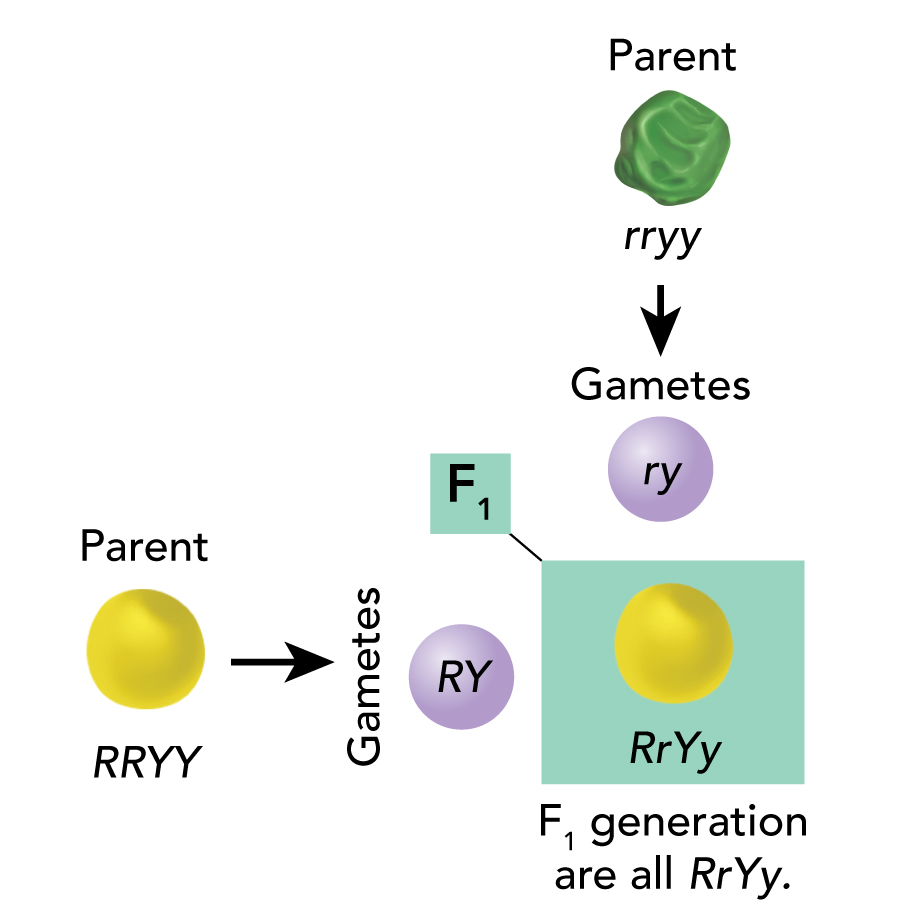 Parent
rryy
Gametes
ry
F1
Parent
RRYY
Gametes
RY
RrYy
F1 generation
are all RrYy.